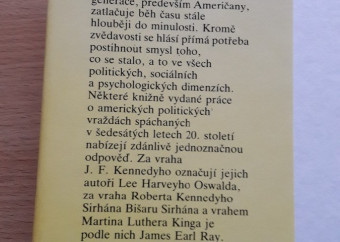 generace, především Američany,
zatlačuje běh času stále
hlouběji do minulosti. Kromě
zvědavosti se hlásí přímá potřeba
postihnout smysl toho,
co se stalo, a to ve všech
politických, sociálních
a psychologických dimenzích.
Některé knižně vydané práce
o amerických politických
vraždách spáchaných
v šedesátých letech 20. století
nabízejí zdánlivě jednoznačnou
odpověď. Za vraha
J. F. Kennedyho označují jejich
autoři Lee Harveyho Oswalda,
za vraha Roberta Kennedyho
Sirhána Bišaru Sirhána a vrahem
Martina Luthera Kinga je
podle nich James Earl Ray.